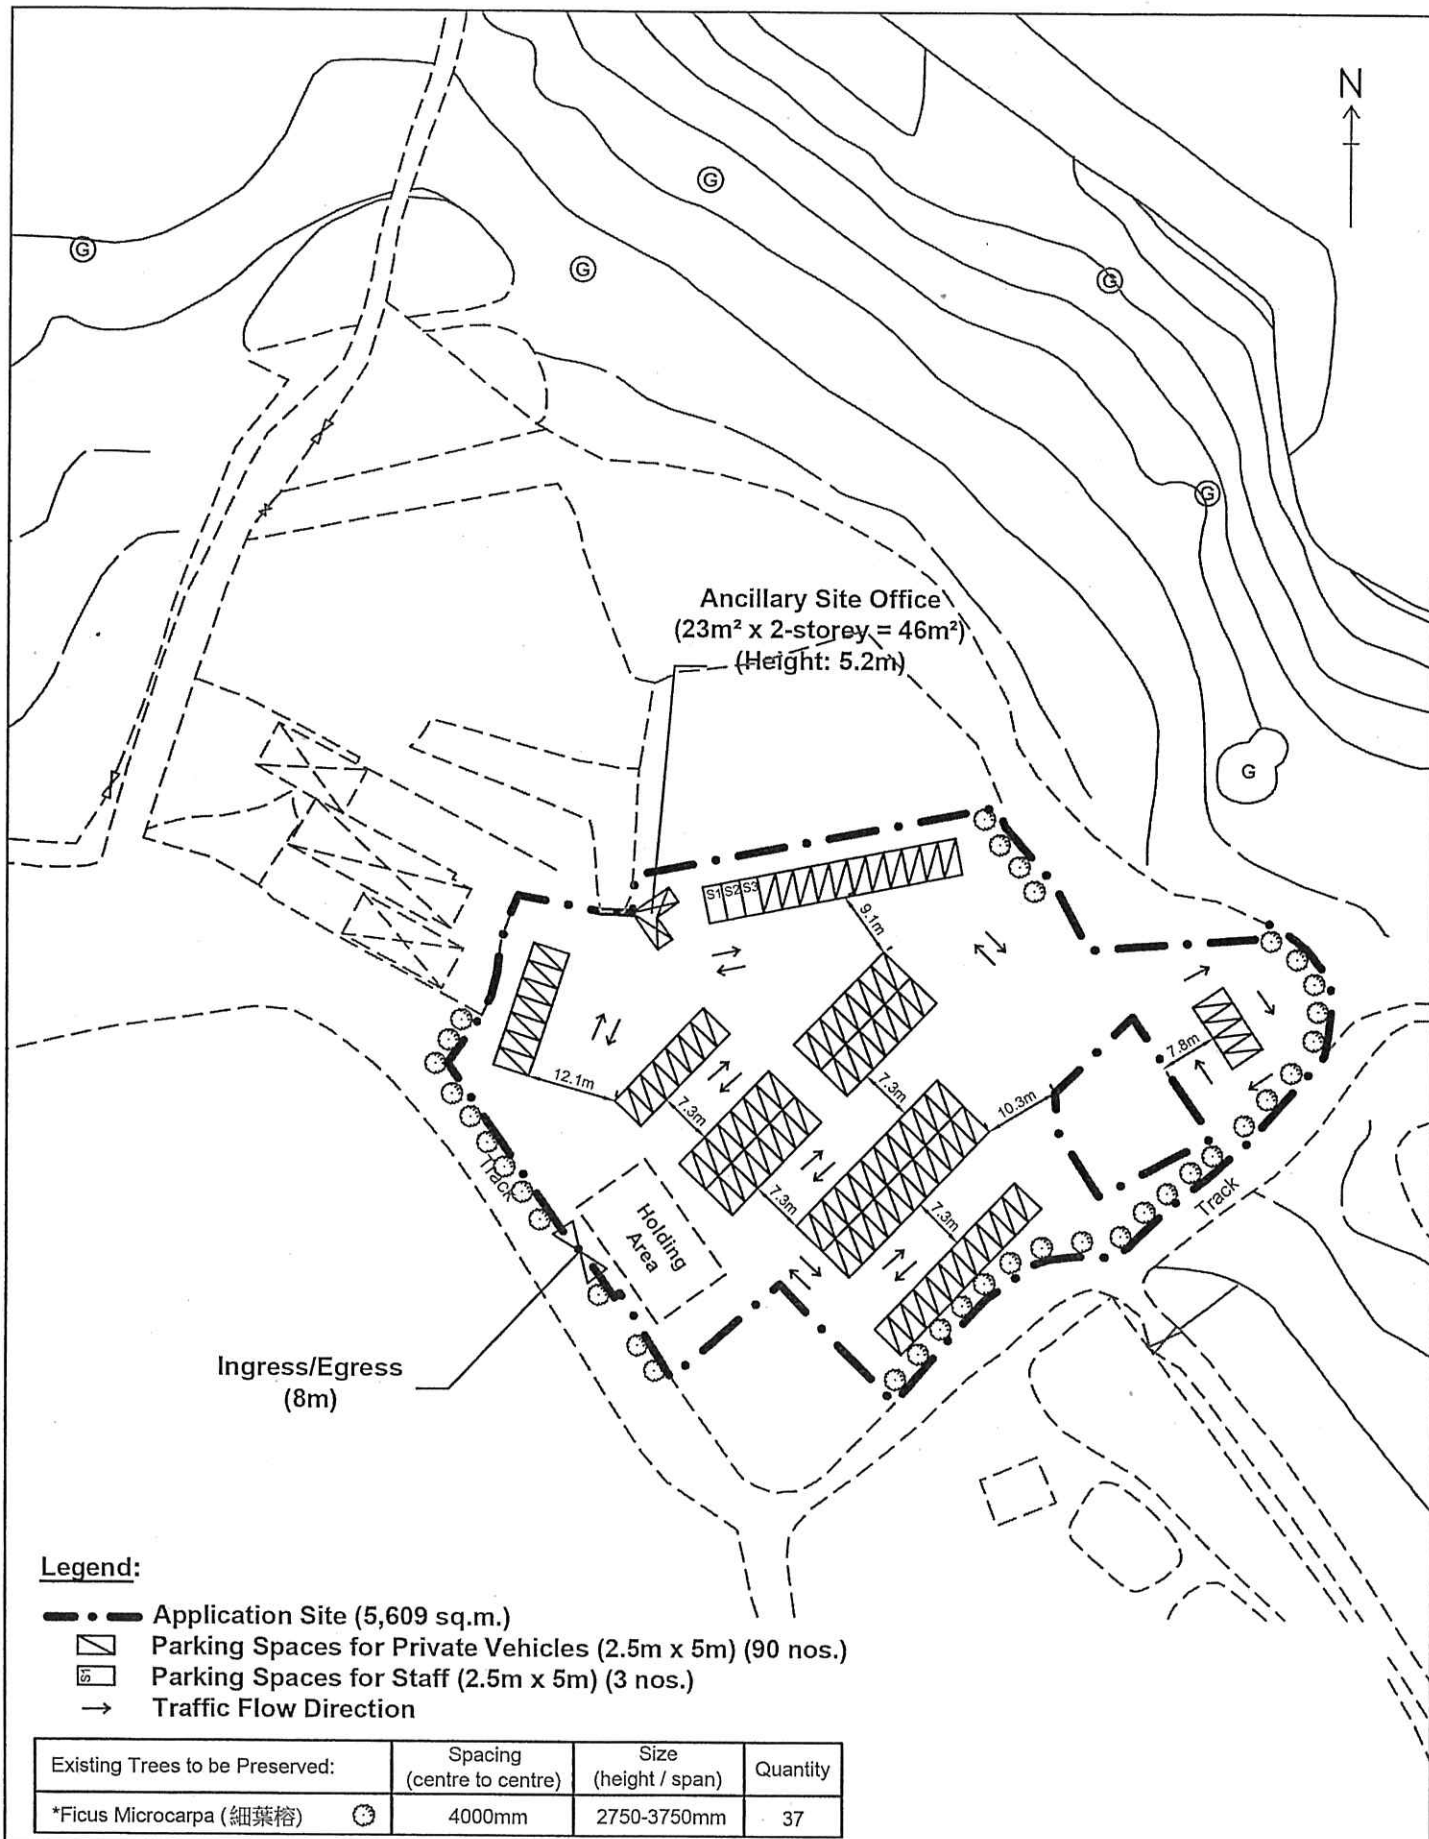 N
G
G
G
G
G
Ancillary Site Office
(23m² x 2-storey = 46m²)
(Height: 5.2m)
G
G
S1 S2 S3
9.1m
12.1m
7.3m
7.3m
7.8m
10.3m
7.3m
7.3m
Track
Track
Holding
Area
Ingress/Egress
(8m)
Legend:
Application Site (5,609 sq.m.)
Parking Spaces for Private Vehicles (2.5m x 5m) (90 nos.)
S1 Parking Spaces for Staff (2.5m x 5m) (3 nos.)
Traffic Flow Direction
Existing Trees to be Preserved: Spacing (centre to centre) Size (height / span) Quantity
*Ficus Microcarpa (細葉榕) 4000mm 2750-3750mm 37